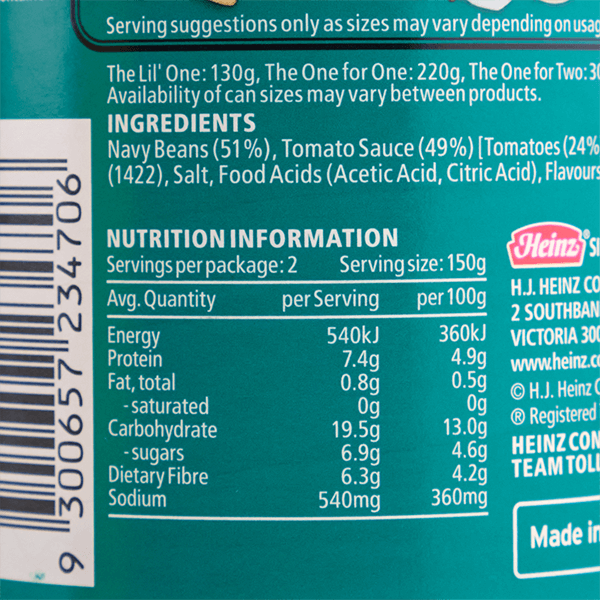 Serving suggestions only as sizes may vary depending on usag
The Lil' One: 130g, The One for One: 220g, The One for Two: 30
Availability of can sizes may vary between products.
INGREDIENTS
Navy Beans (51%), Tomato Sauce (49%) [Tomatoes (24%
(1422), Salt, Food Acids (Acetic Acid, Citric Acid), Flavours
NUTRITION INFORMATION
Servings per package: 2 Serving size: 150g
Avg. Quantity per Serving per 100g
Energy 540kJ 360kJ
Protein 7.4g 4.9g
Fat, total 0.8g 0.5g
- saturated 0g 0g
Carbohydrate 19.5g 13.0g
- sugars 6.9g 4.6g
Dietary Fibre 6.3g 4.2g
Sodium 540mg 360mg
Heinz®
H.J. HEINZ CO
2 SOUTHBAN
VICTORIA 300
www.heinz.co
© H.J. Heinz C
® Registered
HEINZ CON
TEAM TOLL
Made in
9 300657 234706